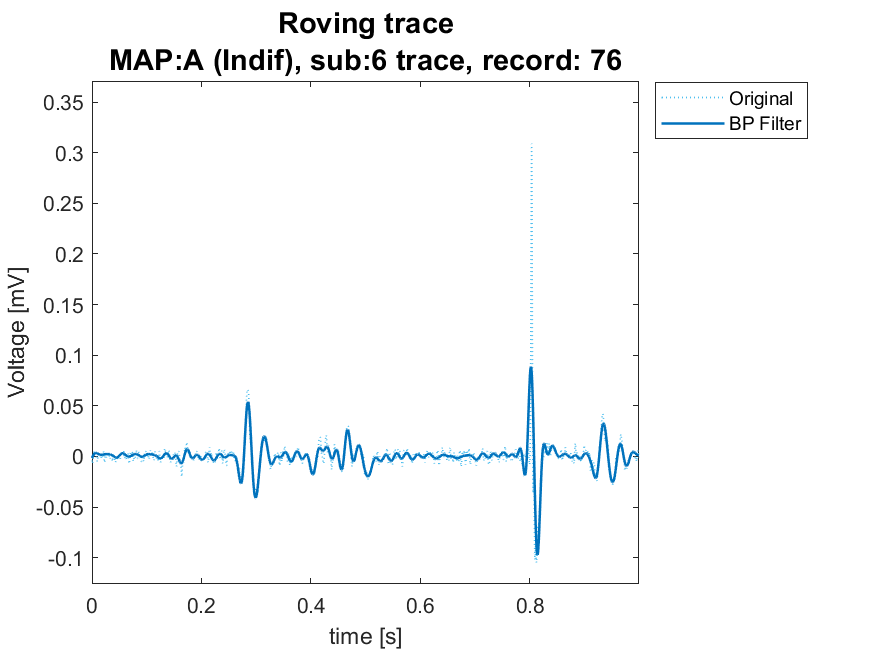 Roving trace
MAP:A (Indif), sub:6 trace, record: 76
Original
BP Filter
0.35
0.3
0.25
0.2
0.15
0.1
0.05
0
-0.05
-0.1
Voltage [mV]
0 0.2 0.4 0.6 0.8
time [s]